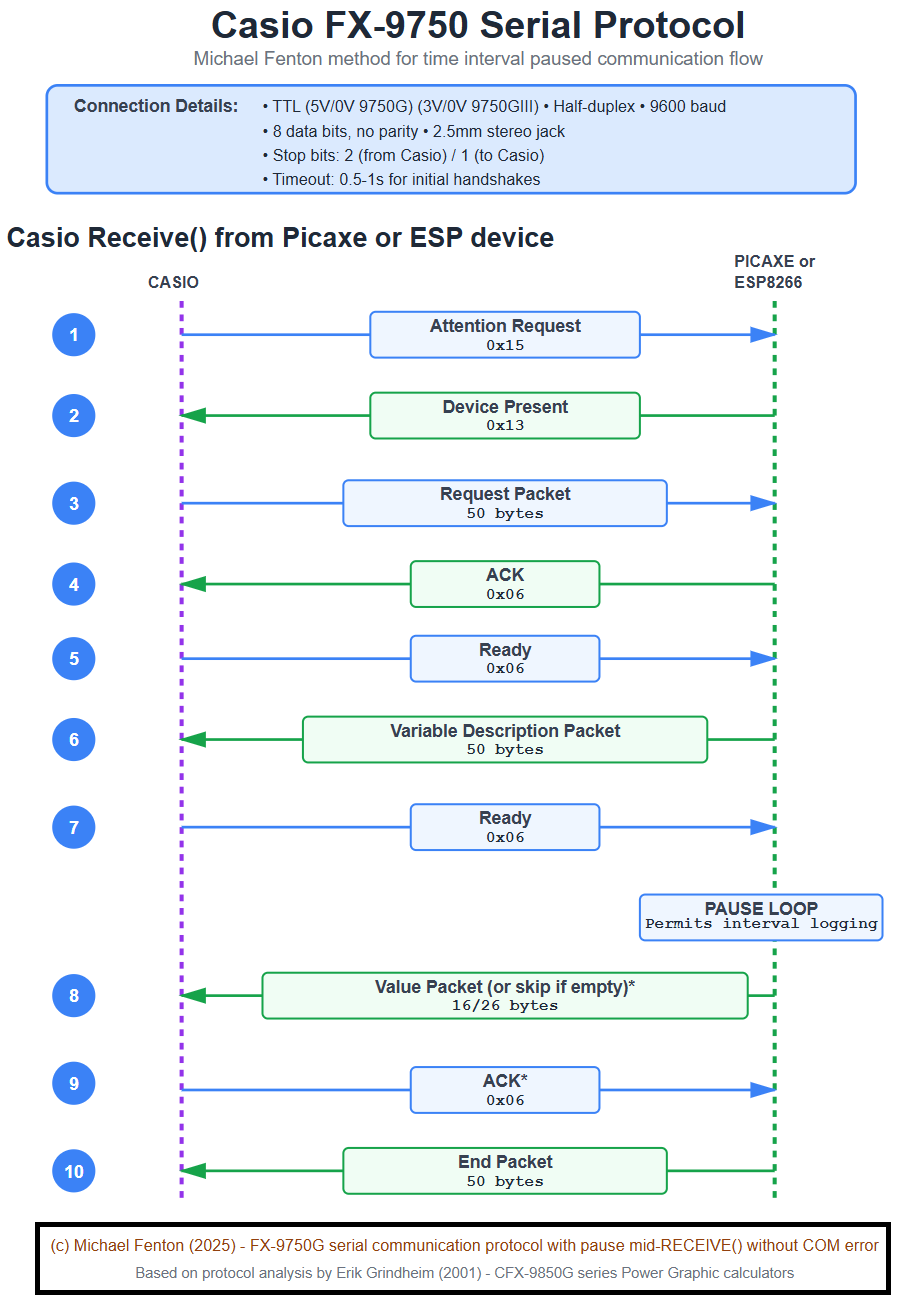 Casio FX-9750 Serial Protocol
Michael Fenton method for time interval paused communication flow
Connection Details:
• TTL (5V/0V 9750G) (3V/0V 9750GIII) • Half-duplex • 9600 baud
• 8 data bits, no parity • 2.5mm stereo jack
• Stop bits: 2 (from Casio) / 1 (to Casio)
• Timeout: 0.5-1s for initial handshakes
Casio Receive() from Picaxe or ESP device
CASIO
PICAXE or
ESP8266
1
Attention Request
0x15
2
Device Present
0x13
3
Request Packet
50 bytes
4
ACK
0x06
5
Ready
0x06
6
Variable Description Packet
50 bytes
7
Ready
0x06
PAUSE LOOP
Permits interval logging
8
Value Packet (or skip if empty)*
16/26 bytes
9
ACK*
0x06
10
End Packet
50 bytes
(c) Michael Fenton (2025) - FX-9750G serial communication protocol with pause mid-RECEIVE() without COM error
Based on protocol analysis by Erik Grindheim (2001) - CFX-9850G series Power Graphic calculators